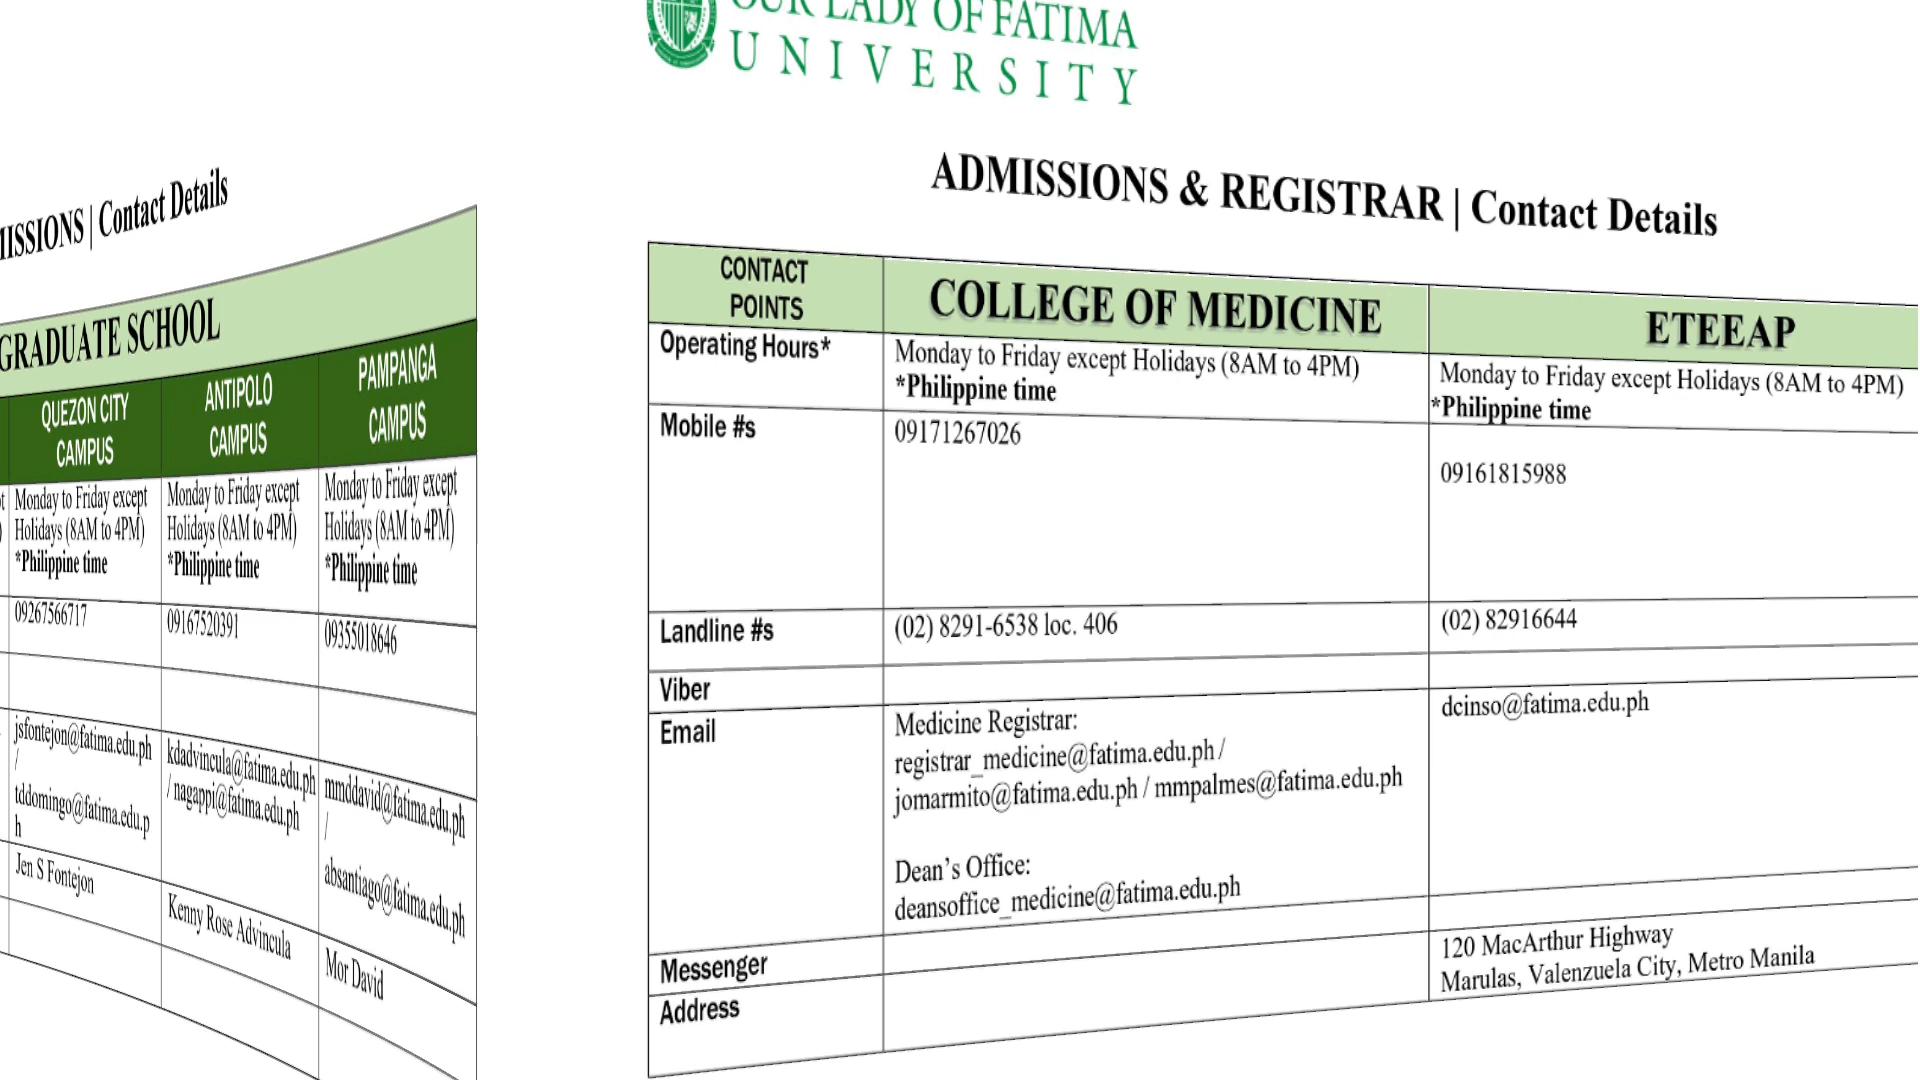 OUR LADY OF FATIMA
UNIVERSITY
| Contact Details
GRADUATE SCHOOL
QUEZON CITY
CAMPUS
ANTIPOLO
CAMPUS
PAMPANGA
CAMPUS
Monday to Friday except
Holidays (8AM to 4PM)
*Philippine time
Monday to Friday except
Holidays (8AM to 4PM)
*Philippine time
Monday to Friday except
Holidays (8AM to 4PM)
*Philippine time
09267566717
09167520391
09355018646
jsfontejon@fatima.edu.ph
/
tddomingo@fatima.edu.p
h
kdadvincula@fatima.edu.ph
/ nagappi@fatima.edu.ph
mmddavid@fatima.edu.ph
/
absantiago@fatima.edu.ph
Jen S Fontejon
Kenny Rose Advincula
Mor David
ADMISSIONS & REGISTRAR | Contact Details
CONTACT
POINTS
COLLEGE OF MEDICINE
ETEEAP
Operating Hours*
Monday to Friday except Holidays (8AM to 4PM)
*Philippine time
Monday to Friday except Holidays (8AM to 4PM)
*Philippine time
Mobile #s
09171267026
09161815988
Landline #s
(02) 8291-6538 loc. 406
(02) 82916644
Viber
Email
Medicine Registrar:
registrar_medicine@fatima.edu.ph /
jomarmito@fatima.edu.ph / mmpalmes@fatima.edu.ph
Dean’s Office:
deansoffice_medicine@fatima.edu.ph
dcinso@fatima.edu.ph
Messenger
Address
120 MacArthur Highway
Marulas, Valenzuela City, Metro Manila